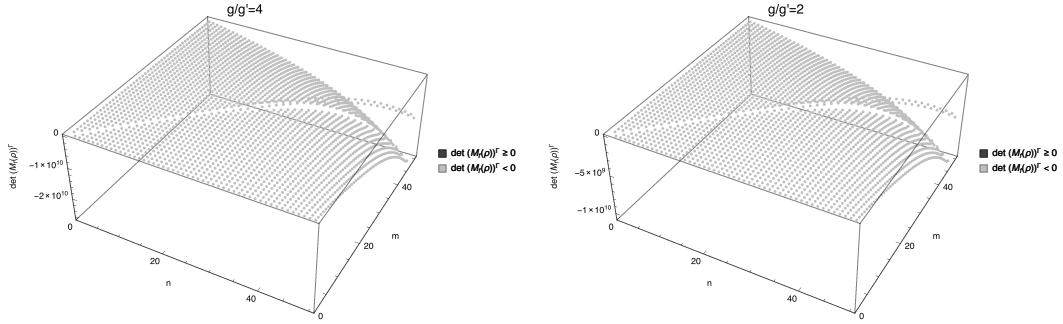 g/g'=4
0
-1×10¹⁰
-2×10¹⁰
det (Mᵢ(ρ))ᴦ
0
20
40
n
0
20
40
m
det (Mᵢ(ρ))ᴦ ≥ 0
det (Mᵢ(ρ))ᴦ < 0
g/g'=2
0
-5×10⁹
-1×10¹⁰
det (Mᵢ(ρ))ᴦ
0
20
40
n
0
20
40
m
det (Mᵢ(ρ))ᴦ ≥ 0
det (Mᵢ(ρ))ᴦ < 0